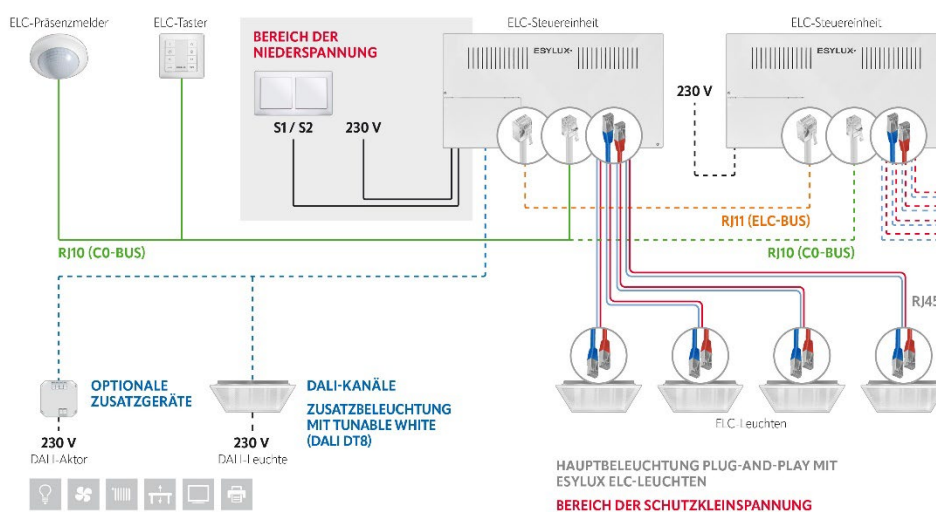 ELC-Präsenzmelder
ELC-Taster
BEREICH DER
NIEDERSPANNUNG
S1 / S2
230 V
ELC-Steuereinheit
ESYLUX
230 V
ELC-Steuereinheit
ESYLUX
RJ11 (ELC-BUS)
RJ10 (C0-BUS)
RJ10 (C0-BUS)
RJ45
OPTIONALE
ZUSATZGERÄTE
230 V
DALI-Aktor
DALI-KANÄLE
ZUSATZBELEUCHTUNG
MIT TUNABLE WHITE
(DALI DT8)
230 V
DALI-Leuchte
ELC-Leuchten
HAUPTBELEUCHTUNG PLUG-AND-PLAY MIT
ESYLUX ELC-LEUCHTEN
BEREICH DER SCHUTZKLEINSPANNUNG